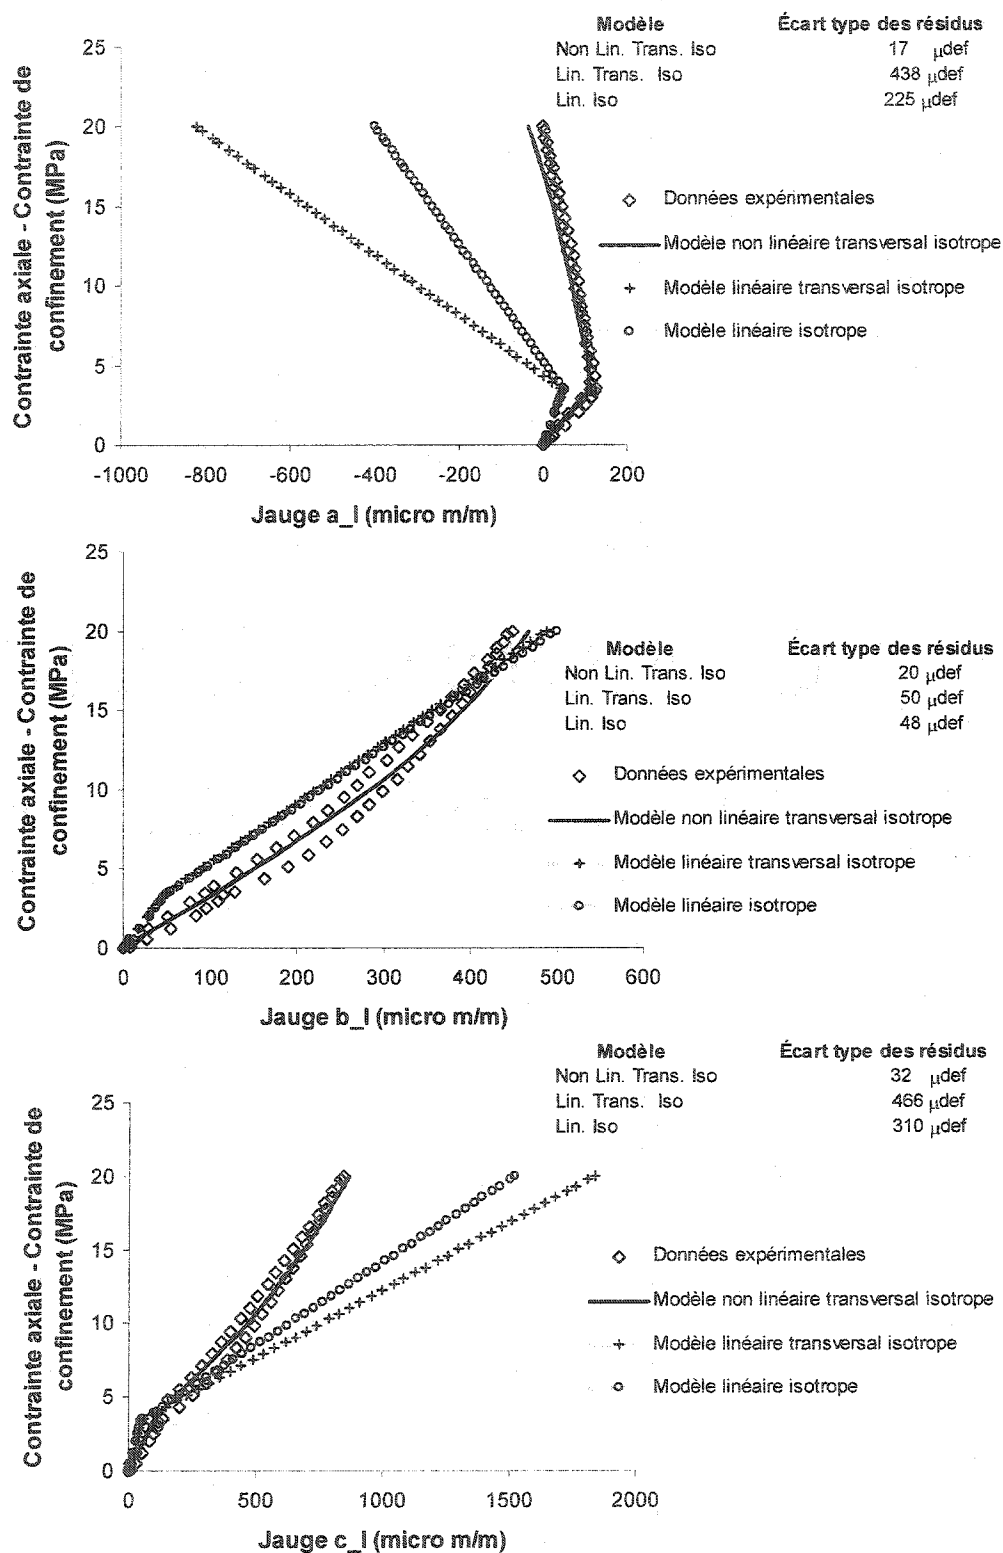 Modèle Écart type des résidus
Non Lin. Trans. Iso 17 μdef
Lin. Trans. Iso 438 μdef
Lin. Iso 225 μdef
Contrainte axiale - Contrainte de
confinement (MPa)
25
20
15
10
5
0
-1000 -800 -600 -400 -200 0 200
Jauge a_l (micro m/m)
Données expérimentales
Modèle non linéaire transversal isotrope
Modèle linéaire transversal isotrope
Modèle linéaire isotrope
Contrainte axiale - Contrainte de
confinement (MPa)
25
20
15
10
5
0
0 100 200 300 400 500 600
Jauge b_l (micro m/m)
Modèle Écart type des résidus
Non Lin. Trans. Iso 20 μdef
Lin. Trans. Iso 50 μdef
Lin. Iso 48 μdef
Données expérimentales
Modèle non linéaire transversal isotrope
Modèle linéaire transversal isotrope
Modèle linéaire isotrope
Modèle Écart type des résidus
Non Lin. Trans. Iso 32 μdef
Lin. Trans. Iso 466 μdef
Lin. Iso 310 μdef
Contrainte axiale - Contrainte de
confinement (MPa)
25
20
15
10
5
0
0 500 1000 1500 2000
Jauge c_l (micro m/m)
Données expérimentales
Modèle non linéaire transversal isotrope
Modèle linéaire transversal isotrope
Modèle linéaire isotrope